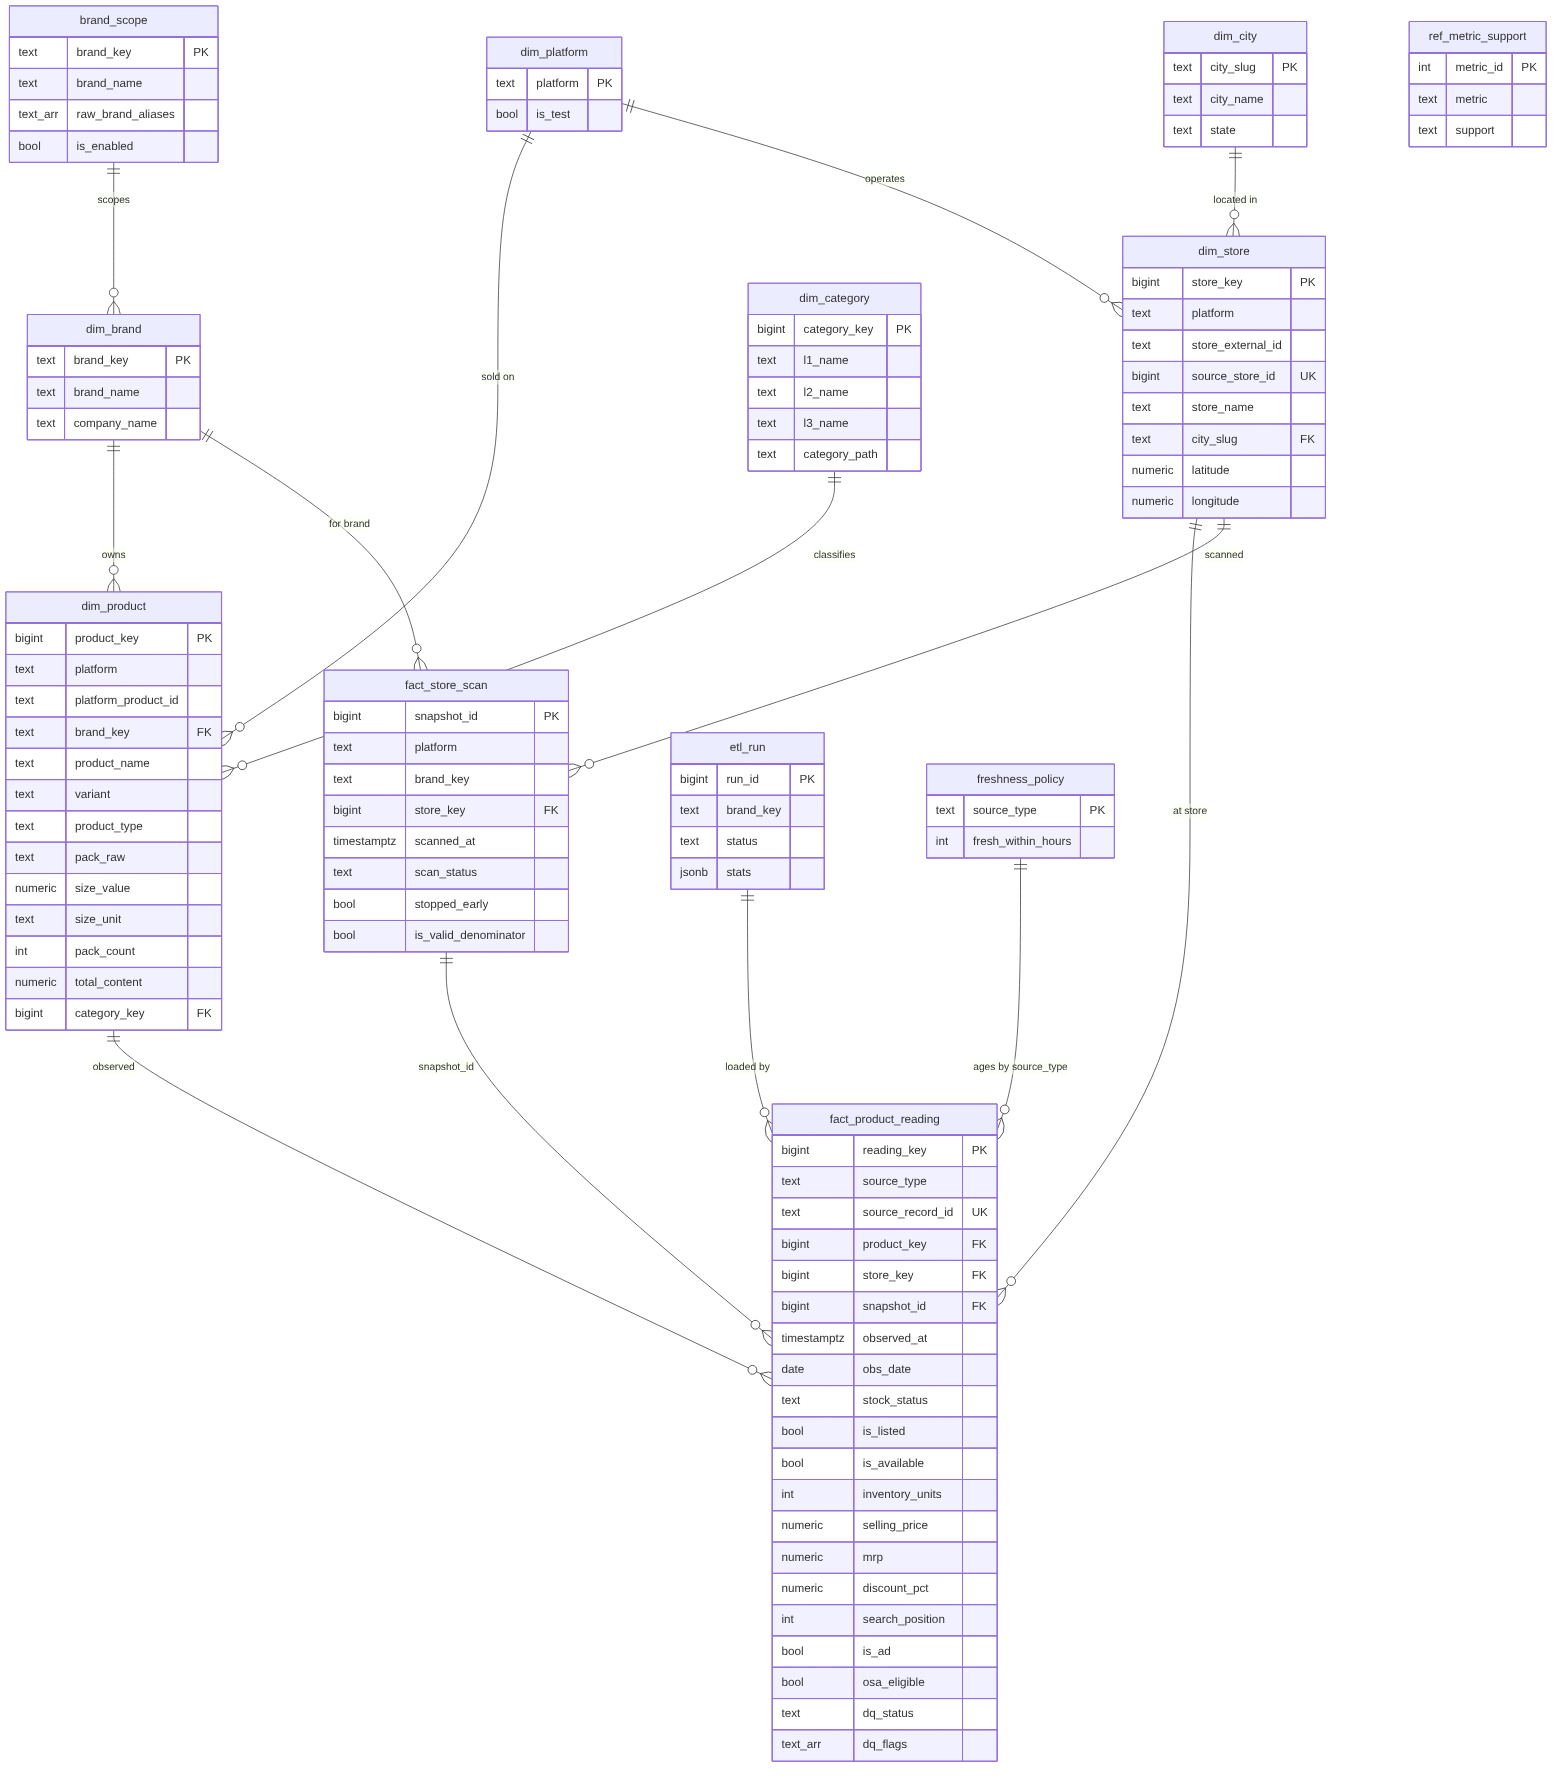 brand_scope
text brand_key PK
text brand_name
text_arr raw_brand_aliases
bool is_enabled
dim_platform
text platform PK
bool is_test
dim_city
text city_slug PK
text city_name
text state
ref_metric_support
int metric_id PK
text metric
text support
scopes
operates
located in
dim_brand
text brand_key PK
text brand_name
text company_name
sold on
dim_category
bigint category_key PK
text l1_name
text l2_name
text l3_name
text category_path
dim_store
bigint store_key PK
text platform
text store_external_id
bigint source_store_id UK
text store_name
text city_slug FK
numeric latitude
numeric longitude
owns
for brand
classifies
scanned
dim_product
bigint product_key PK
text platform
text platform_product_id
text brand_key FK
text product_name
text variant
text product_type
text pack_raw
numeric size_value
text size_unit
int pack_count
numeric total_content
bigint category_key FK
fact_store_scan
bigint snapshot_id PK
text platform
text brand_key
bigint store_key FK
timestamptz scanned_at
text scan_status
bool stopped_early
bool is_valid_denominator
etl_run
bigint run_id PK
text brand_key
text status
jsonb stats
freshness_policy
text source_type PK
int fresh_within_hours
at store
observed
snapshot_id
loaded by
ages by source_type
fact_product_reading
bigint reading_key PK
text source_type
text source_record_id UK
bigint product_key FK
bigint store_key FK
bigint snapshot_id FK
timestamptz observed_at
date obs_date
text stock_status
bool is_listed
bool is_available
int inventory_units
numeric selling_price
numeric mrp
numeric discount_pct
int search_position
bool is_ad
bool osa_eligible
text dq_status
text_arr dq_flags